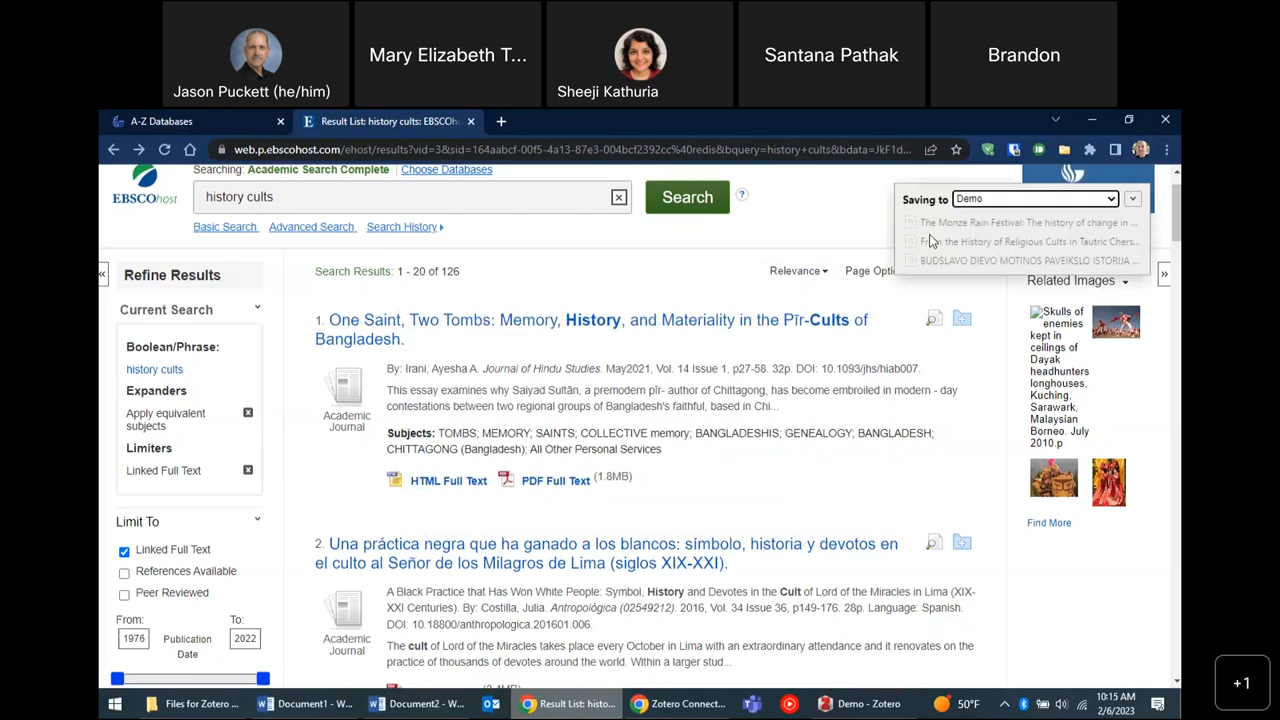 Jason Puckett (he/him)
Mary Elizabeth T...
Sheeji Kathuria
Santana Pathak
Brandon
A-Z Databases
Result List: history cults: EBSCOh
web.p.ebscohost.com/ehost/results?vid=3&sid=164aabcf-00f5-4a13-87e3-004bcf2392cc%40redis&bquery=history+cults&bdata=JkF1d...
EBSCOhost
Searching: Academic Search Complete Choose Databases
history cults
Search
Basic Search Advanced Search Search History
Saving to Demo
The Monze Rain Festival: The history of change in ...
From the History of Religious Cults in Tautric Chers...
BUDSLAVO DIEVO MOTINOS PAVEIKSLO ISTORIJA ...
Refine Results
Current Search
Boolean/Phrase:
history cults
Expanders
Apply equivalent
subjects
Limiters
Linked Full Text
Limit To
Linked Full Text
References Available
Peer Reviewed
From:
To:
1976
Publication
Date
2022
Search Results: 1 - 20 of 126
Relevance
Page Opti
1. One Saint, Two Tombs: Memory, History, and Materiality in the Pīr-Cults of
Bangladesh.
Academic
Journal
By: Irani, Ayesha A. Journal of Hindu Studies. May2021, Vol. 14 Issue 1, p27-58. 32p. DOI: 10.1093/jhs/hiab007.
This essay examines why Saiyad Sultān, a premodern pīr- author of Chittagong, has become embroiled in modern - day
contestations between two regional groups of Bangladesh's faithful, based in Chi...
Subjects: TOMBS; MEMORY; SAINTS; COLLECTIVE memory; BANGLADESHIS; GENEALOGY; BANGLADESH;
CHITTAGONG (Bangladesh); All Other Personal Services
HTML Full Text
PDF Full Text (1.8MB)
2. Una práctica negra que ha ganado a los blancos: símbolo, historia y devotos en
el culto al Señor de los Milagros de Lima (siglos XIX-XXI).
Academic
Journal
A Black Practice that Has Won White People: Symbol, History and Devotes in the Cult of Lord of the Miracles in Lima (XIX-
XXI Centuries). By: Costilla, Julia. Antropológica (02549212). 2016, Vol. 34 Issue 36, p149-176. 28p. Language: Spanish.
DOI: 10.18800/anthropologica.201601.006.
The cult of Lord of the Miracles takes place every October in Lima with an extraordinary attendance and it renovates on the
practice of thousands of devotes around the world. Within a larger stud...
Related Images
Skulls of
enemies
kept in
ceilings of
Dayak
headhunters
longhouses,
Kuching,
Sarawark,
Malaysian
Borneo. July
2010.p
Find More
Files for Zotero ...
Document1 - W...
Document2 - W...
Result List: histo...
Zotero Connect...
Demo - Zotero
50°F
10:15 AM
2/6/2023
+1